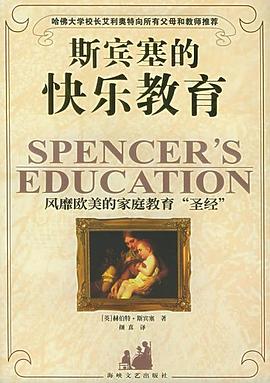 哈佛大学校长艾利奥特向所有父母和教师推荐
斯宾塞的
快乐教育
SPENCER'S
EDUCATION
风靡欧美的家庭教育“圣经”
[英]赫伯特·斯宾塞 著
颜真 译
海峡文艺出版社